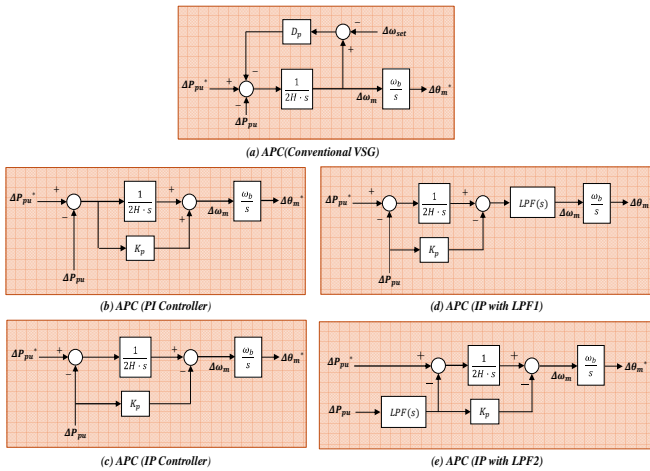 D_p
− Δω_set
+
−
ΔP_pu* + 1/(2H · s) ω_b/s Δθ_m*
− Δω_m
ΔP_pu
(a) APC(Conventional VSG)
ΔP_pu* + 1/(2H · s) + ω_b/s Δθ_m*
− + Δω_m
K_p
ΔP_pu
(b) APC (PI Controller)
ΔP_pu* + 1/(2H · s) + LPF(s) ω_b/s Δθ_m
− − Δω_m
K_p
ΔP_pu
(d) APC (IP with LPF1)
ΔP_pu* + 1/(2H · s) + ω_b/s Δθ_m*
− − Δω_m
K_p
ΔP_pu
(c) APC (IP Controller)
ΔP_pu* + 1/(2H · s) + ω_b/s Δθ_m*
− − Δω_m
ΔP_pu LPF(s) K_p
(e) APC (IP with LPF2)